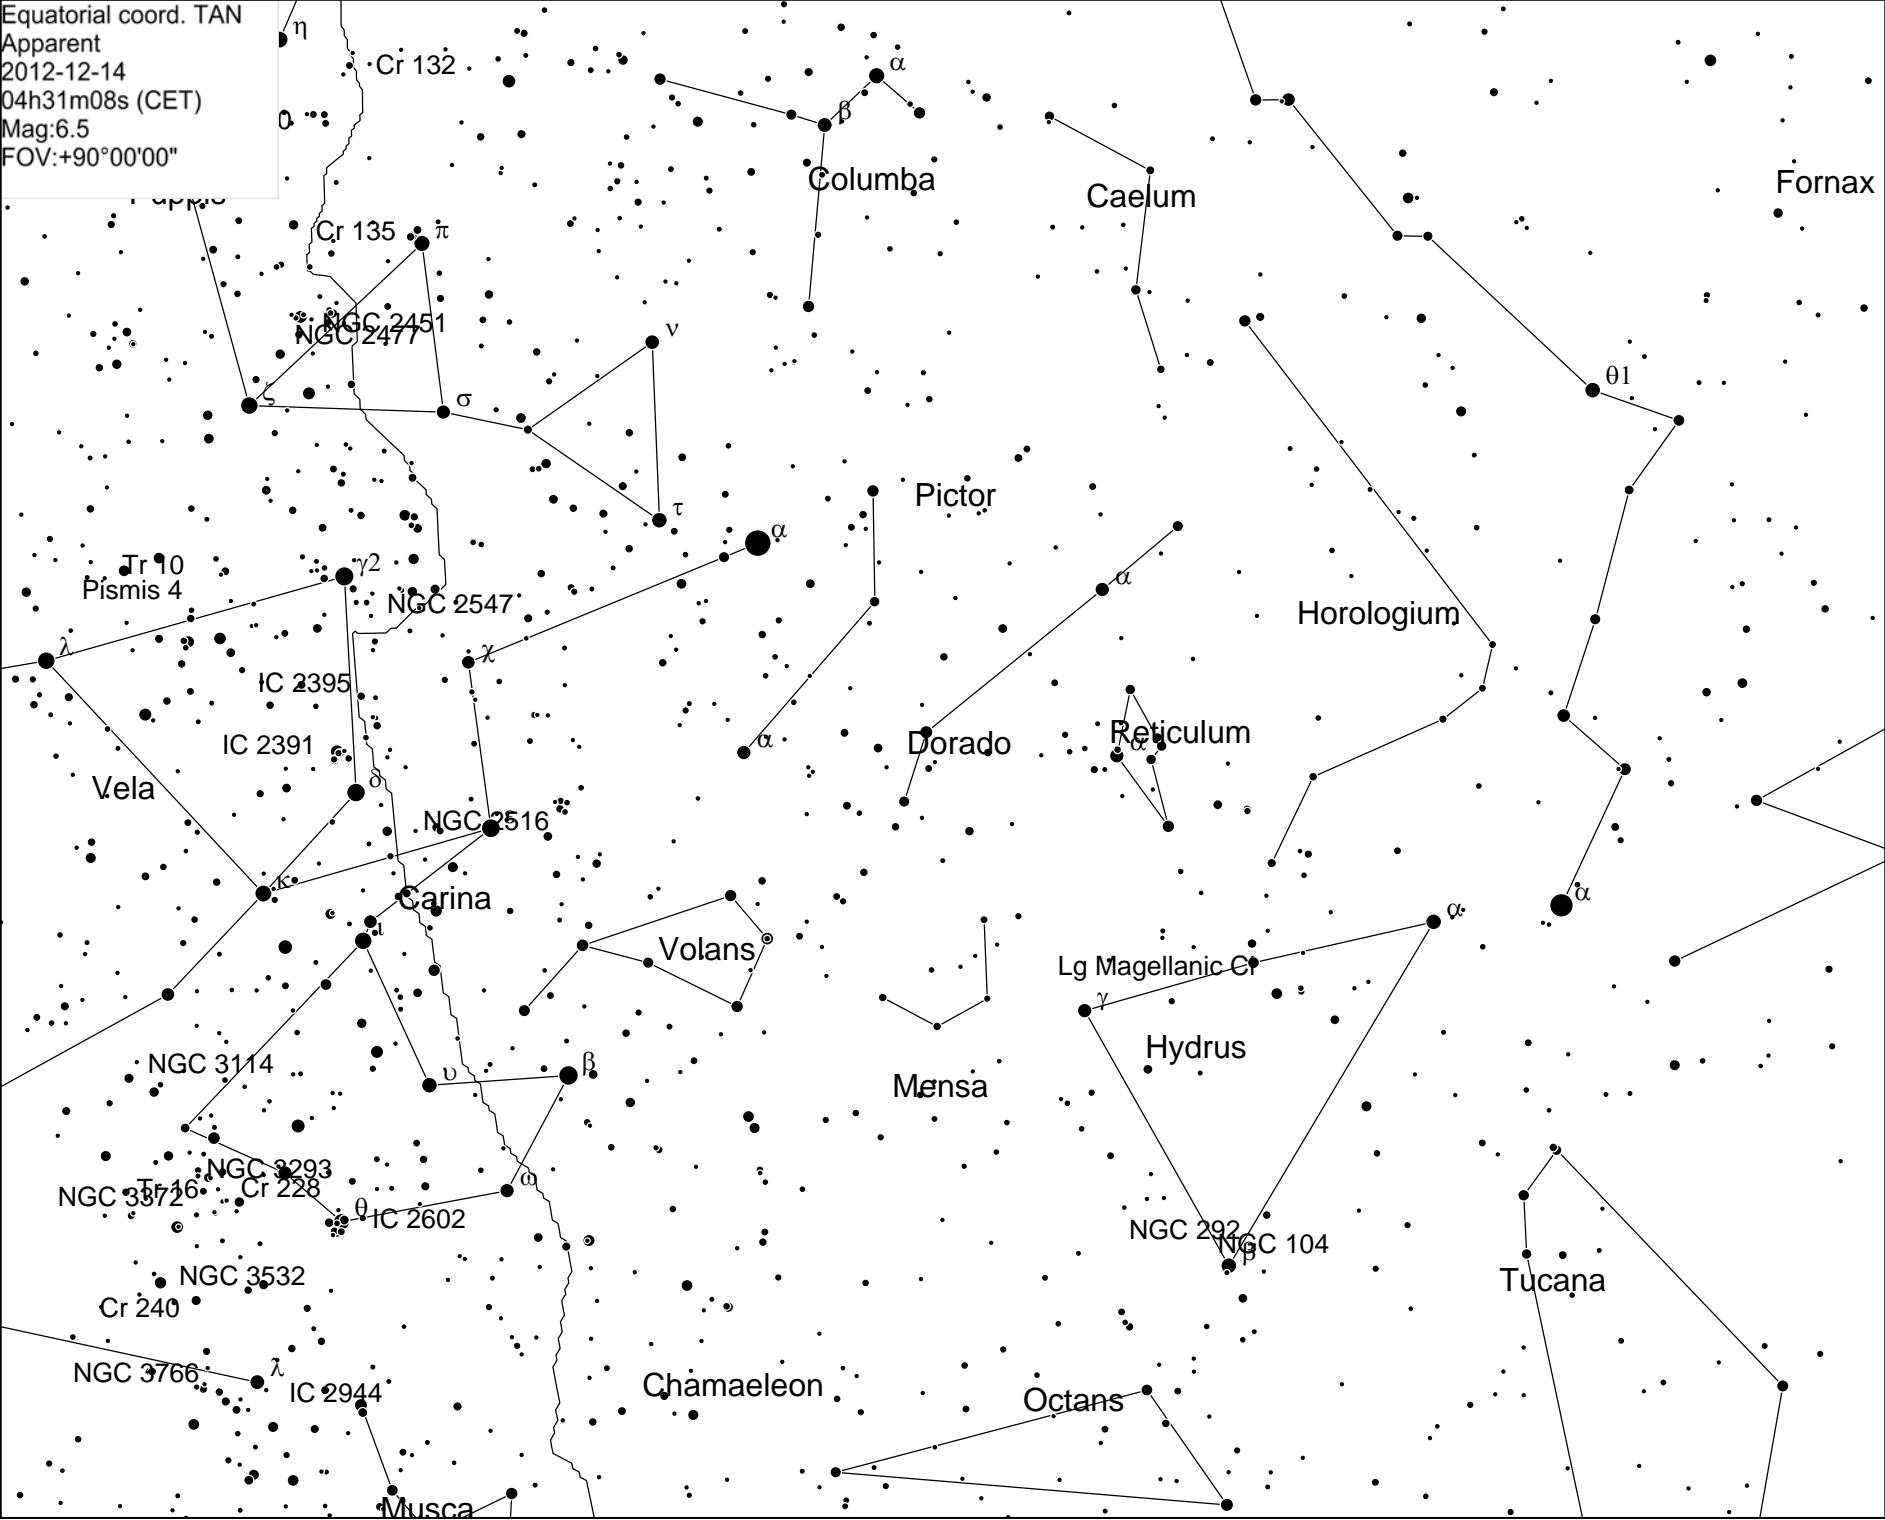 Equatorial coord. TAN
Apparent
2012-12-14
04h31m08s (CET)
Mag:6.5
FOV:+90°00'00"
η
Cr 132
α
β
0
Columba
Caelum
Fornax
Puppis
Cr 135
π
NGC 2451
NGC 2477
ν
ζ
σ
θ1
Pictor
τ
α
Tr 10
γ2
Pismis 4
α
NGC 2547
Horologium
λ
χ
IC 2395
IC 2391
α
Dorado
Reticulum
α
Vela
δ
NGC 2516
κ
Carina
α
α
ι
Volans
Lg Magellanic Cl
γ
NGC 3114
υ
β
Hydrus
Mensa
NGC 3293
Tr 16
Cr 228
NGC 3372
ω
θ
IC 2602
NGC 292
NGC 104
β
NGC 3532
Tucana
Cr 240
NGC 3766
λ
IC 2944
Chamaeleon
Octans
Musca